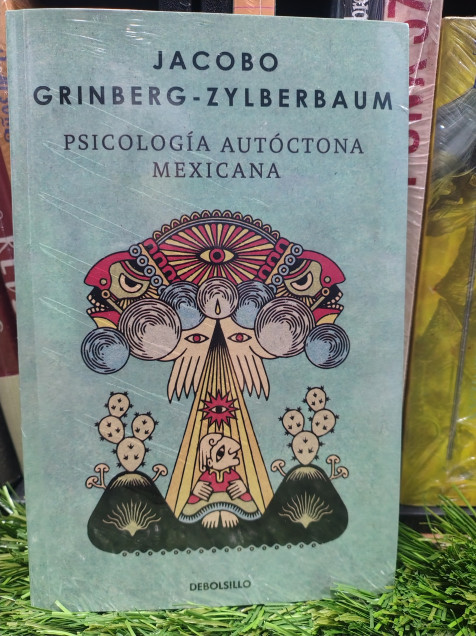 JACOBO
GRINBERG-ZYLBERBAUM
PSICOLOGÍA AUTÓCTONA
MEXICANA
DEBOLSILLO